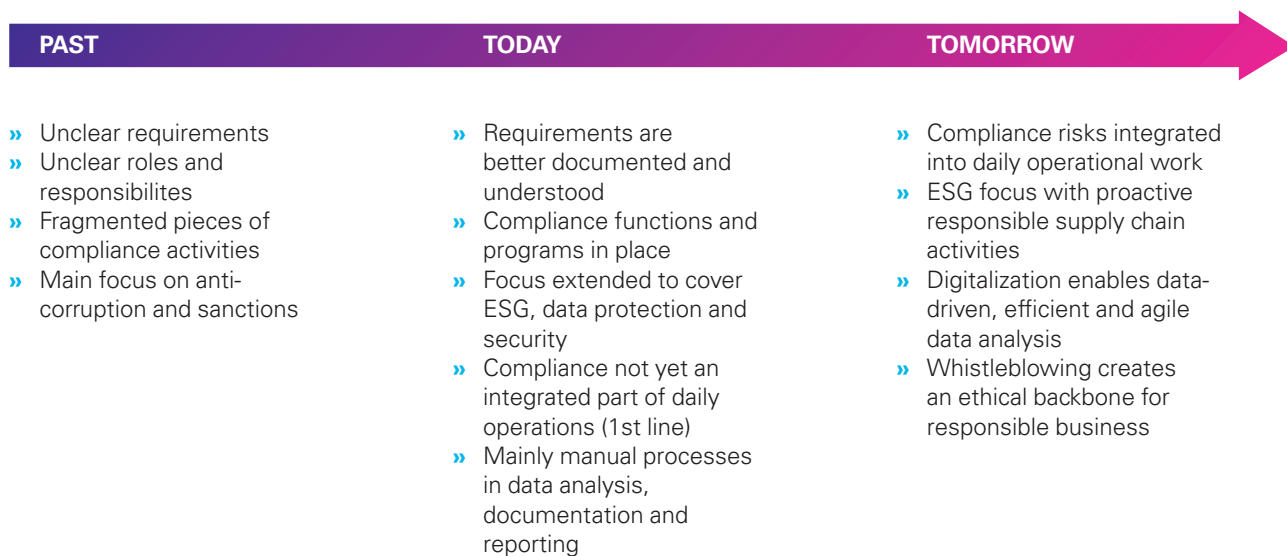 PAST
» Unclear requirements
» Unclear roles and
responsibilites
» Fragmented pieces of
compliance activities
» Main focus on anti-
corruption and sanctions
TODAY
» Requirements are
better documented and
understood
» Compliance functions and
programs in place
» Focus extended to cover
ESG, data protection and
security
» Compliance not yet an
integrated part of daily
operations (1st line)
» Mainly manual processes
in data analysis,
documentation and
reporting
TOMORROW
» Compliance risks integrated
into daily operational work
» ESG focus with proactive
responsible supply chain
activities
» Digitalization enables data-
driven, efficient and agile
data analysis
» Whistleblowing creates
an ethical backbone for
responsible business